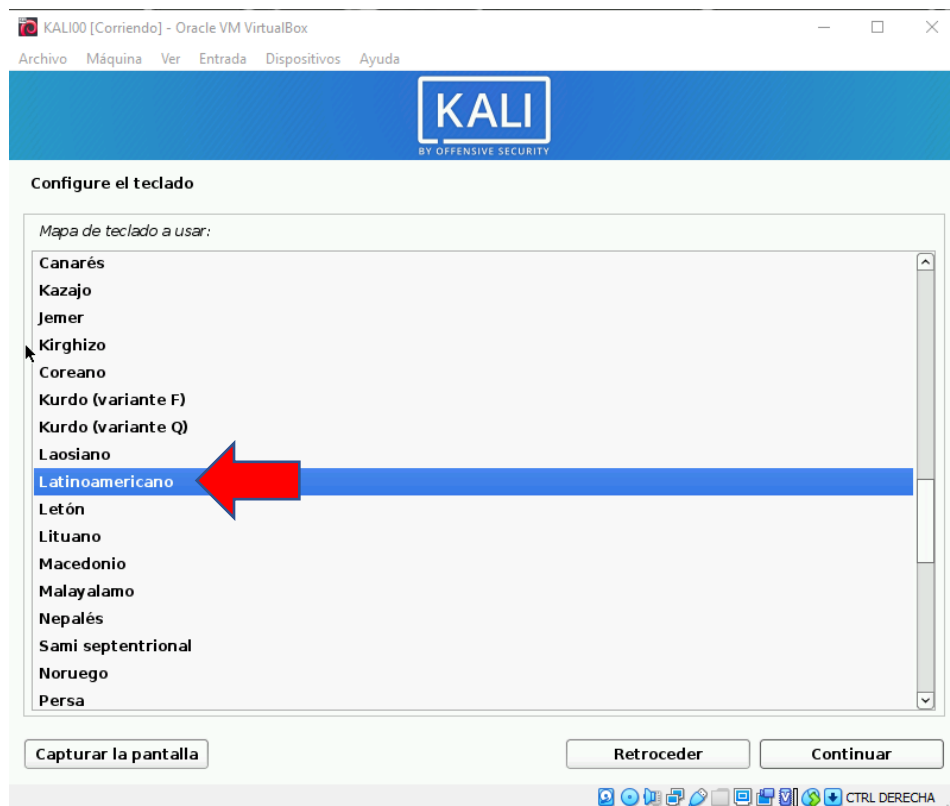 KALI00 [Corriendo] - Oracle VM VirtualBox
Archivo Máquina Ver Entrada Dispositivos Ayuda
KALI
BY OFFENSIVE SECURITY
Configure el teclado
Mapa de teclado a usar:
Canarés
Kazajo
Jemer
Kirghizo
Coreano
Kurdo (variante F)
Kurdo (variante Q)
Laosiano
Latinoamericano
Letón
Lituano
Macedonio
Malayalamo
Nepalés
Sami septentrional
Noruego
Persa
Capturar la pantalla Retroceder Continuar
CTRL DERECHA